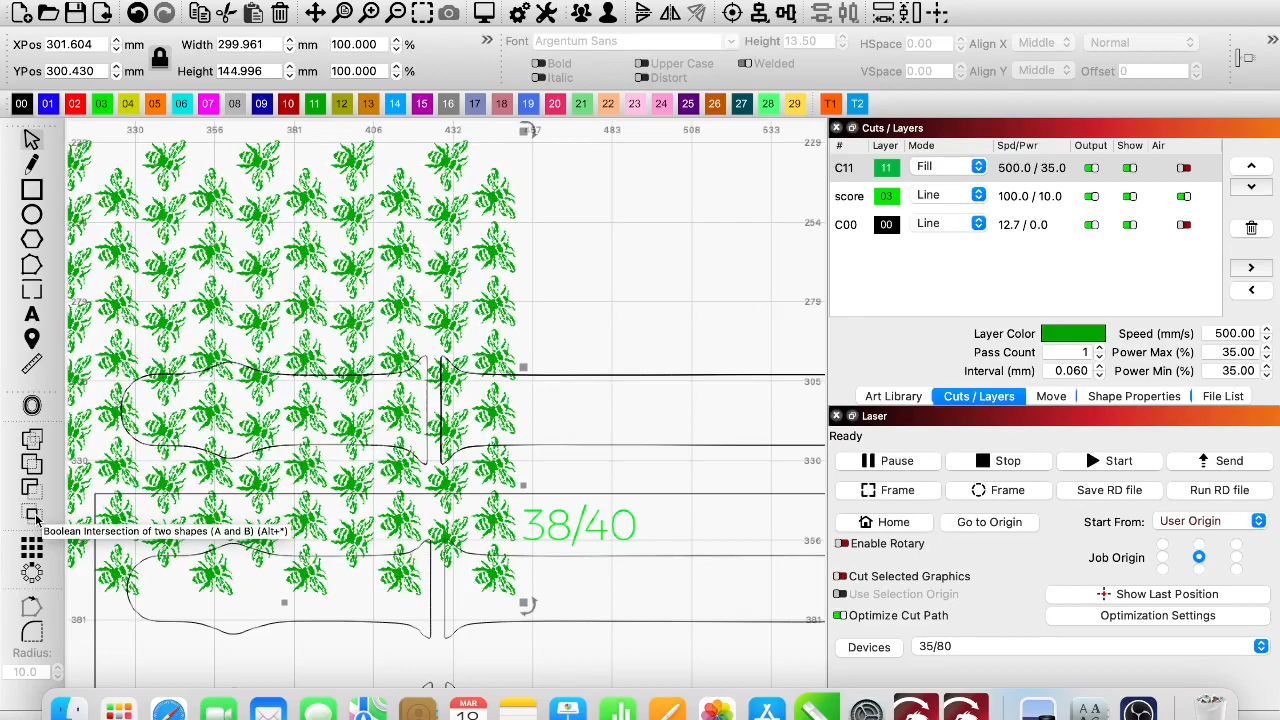 XPos 301.604 mm Width 299.961 mm 100.000 %
YPos 300.430 mm Height 144.996 mm 100.000 %
Font Argentum Sans Height 13.50
Bold Upper Case Welded
Italic Distort
HSpace 0.00 Align X Middle Normal
VSpace 0.00 Align Y Middle Offset 0
00 01 02 03 04 05 06 07 08 09 10 11 12 13 14 15 16 17 18 19 20 21 22 23 24 25 26 27 28 29 T1 T2
330 356 381 406 432 483 508 533
229
254
279
305
330
356
381
229
254
279
305
330
356
381
38/40
Boolean Intersection of two shapes (A and B) (Alt+*)
Radius:
10.0
Cuts / Layers
# Layer Mode Spd/Pwr Output Show Air
C11 11 Fill 500.0 / 35.0
score 03 Line 100.0 / 10.0
C00 00 Line 12.7 / 0.0
Layer Color Speed (mm/s) 500.00
Pass Count 1 Power Max (%) 35.00
Interval (mm) 0.060 Power Min (%) 35.00
Art Library Cuts / Layers Move Shape Properties File List
Laser
Ready
Pause Stop Start Send
Frame Frame Save RD file Run RD file
Home Go to Origin Start From: User Origin
Enable Rotary
Job Origin
Cut Selected Graphics
Use Selection Origin Show Last Position
Optimize Cut Path Optimization Settings
Devices 35/80
MAR